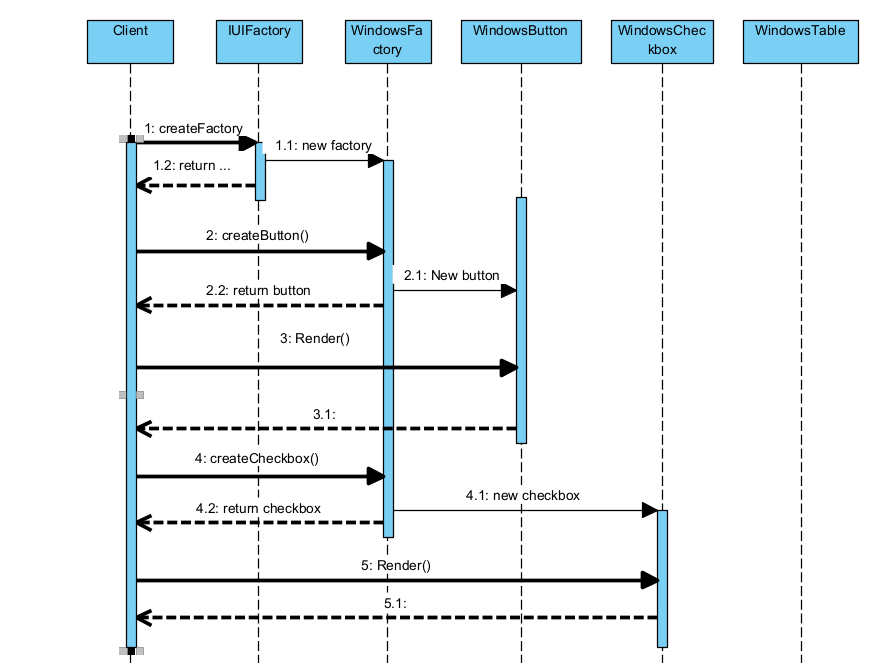 Client
IUIFactory
WindowsFa
ctory
WindowsButton
WindowsChec
kbox
WindowsTable
1: createFactory
1.1: new factory
1.2: return ...
2: createButton()
2.1: New button
2.2: return button
3: Render()
3.1:
4: createCheckbox()
4.1: new checkbox
4.2: return checkbox
5: Render()
5.1: